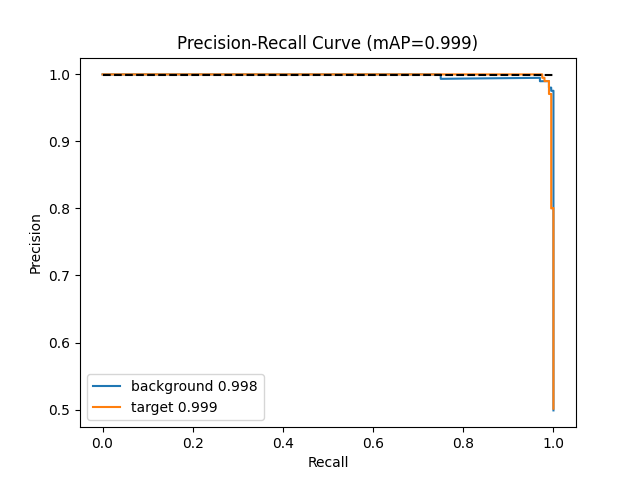 Precision-Recall Curve (mAP=0.999)
Precision
1.0
0.9
0.8
0.7
0.6
0.5
background 0.998
target 0.999
0.0 0.2 0.4 0.6 0.8 1.0
Recall